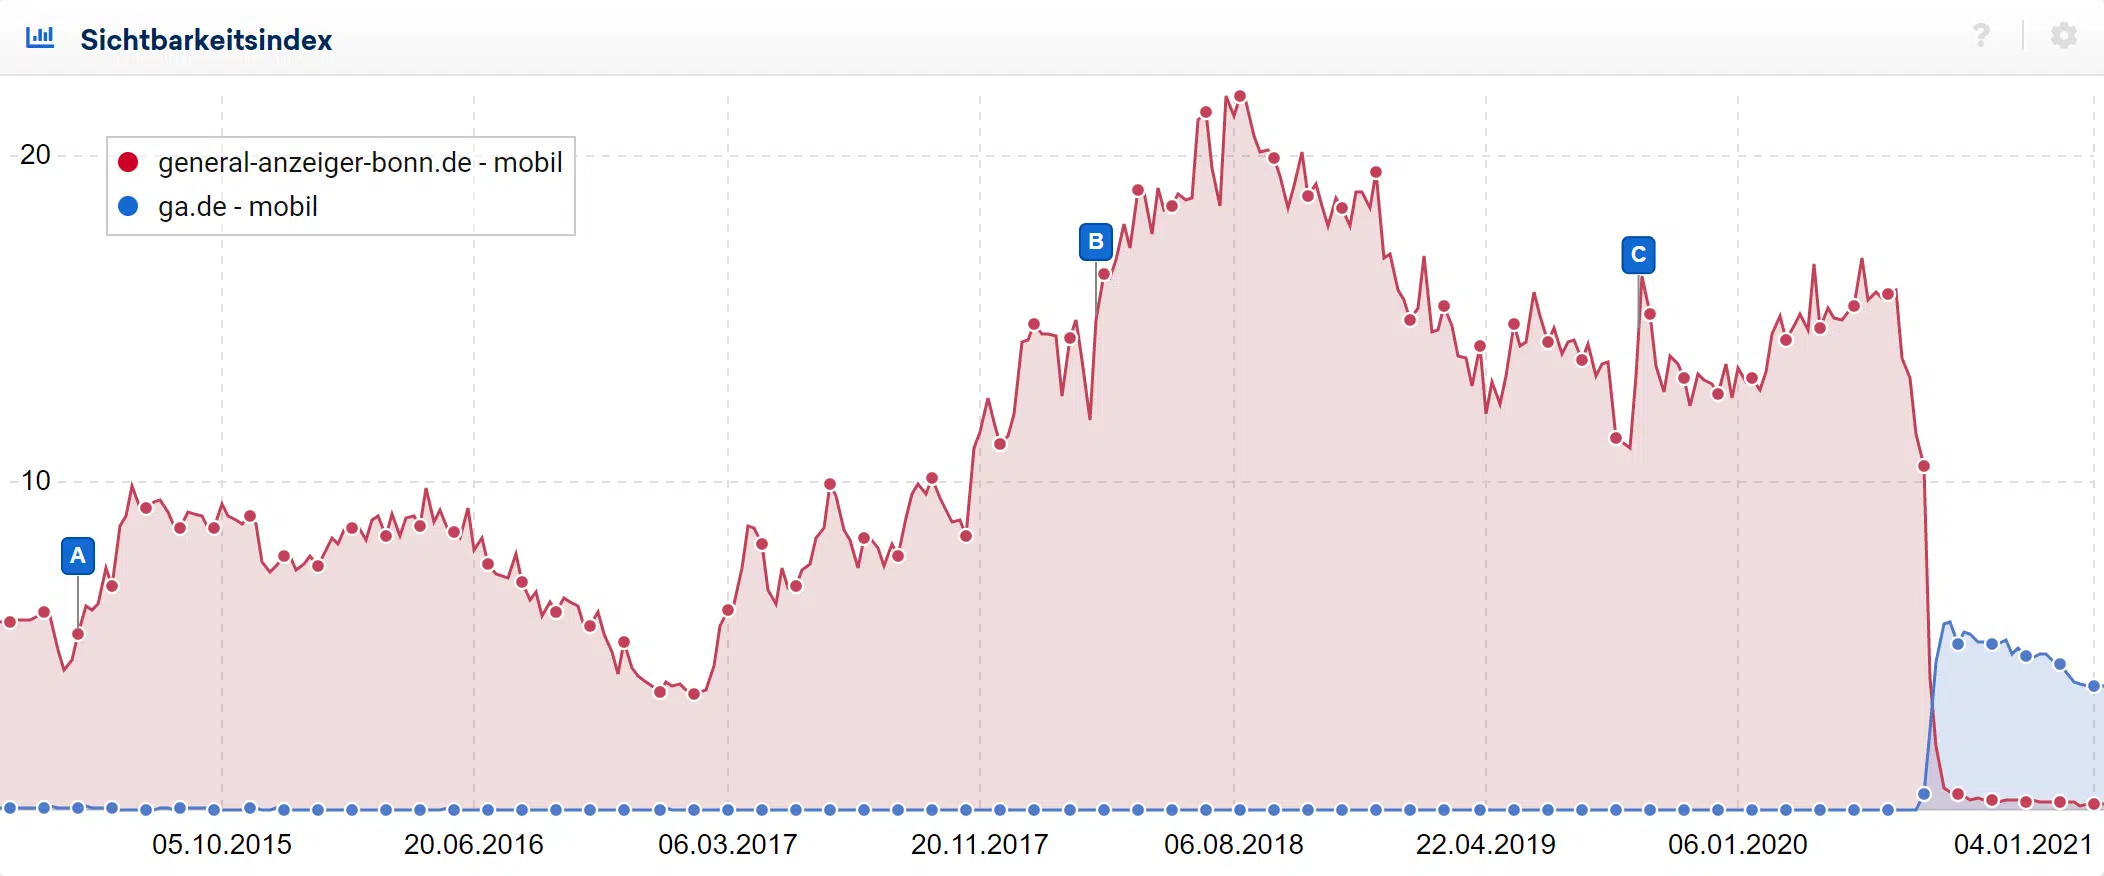 Sichtbarkeitsindex
?
20
general-anzeiger-bonn.de - mobil
ga.de - mobil
B
C
10
A
05.10.2015 20.06.2016 06.03.2017 20.11.2017 06.08.2018 22.04.2019 06.01.2020 04.01.2021